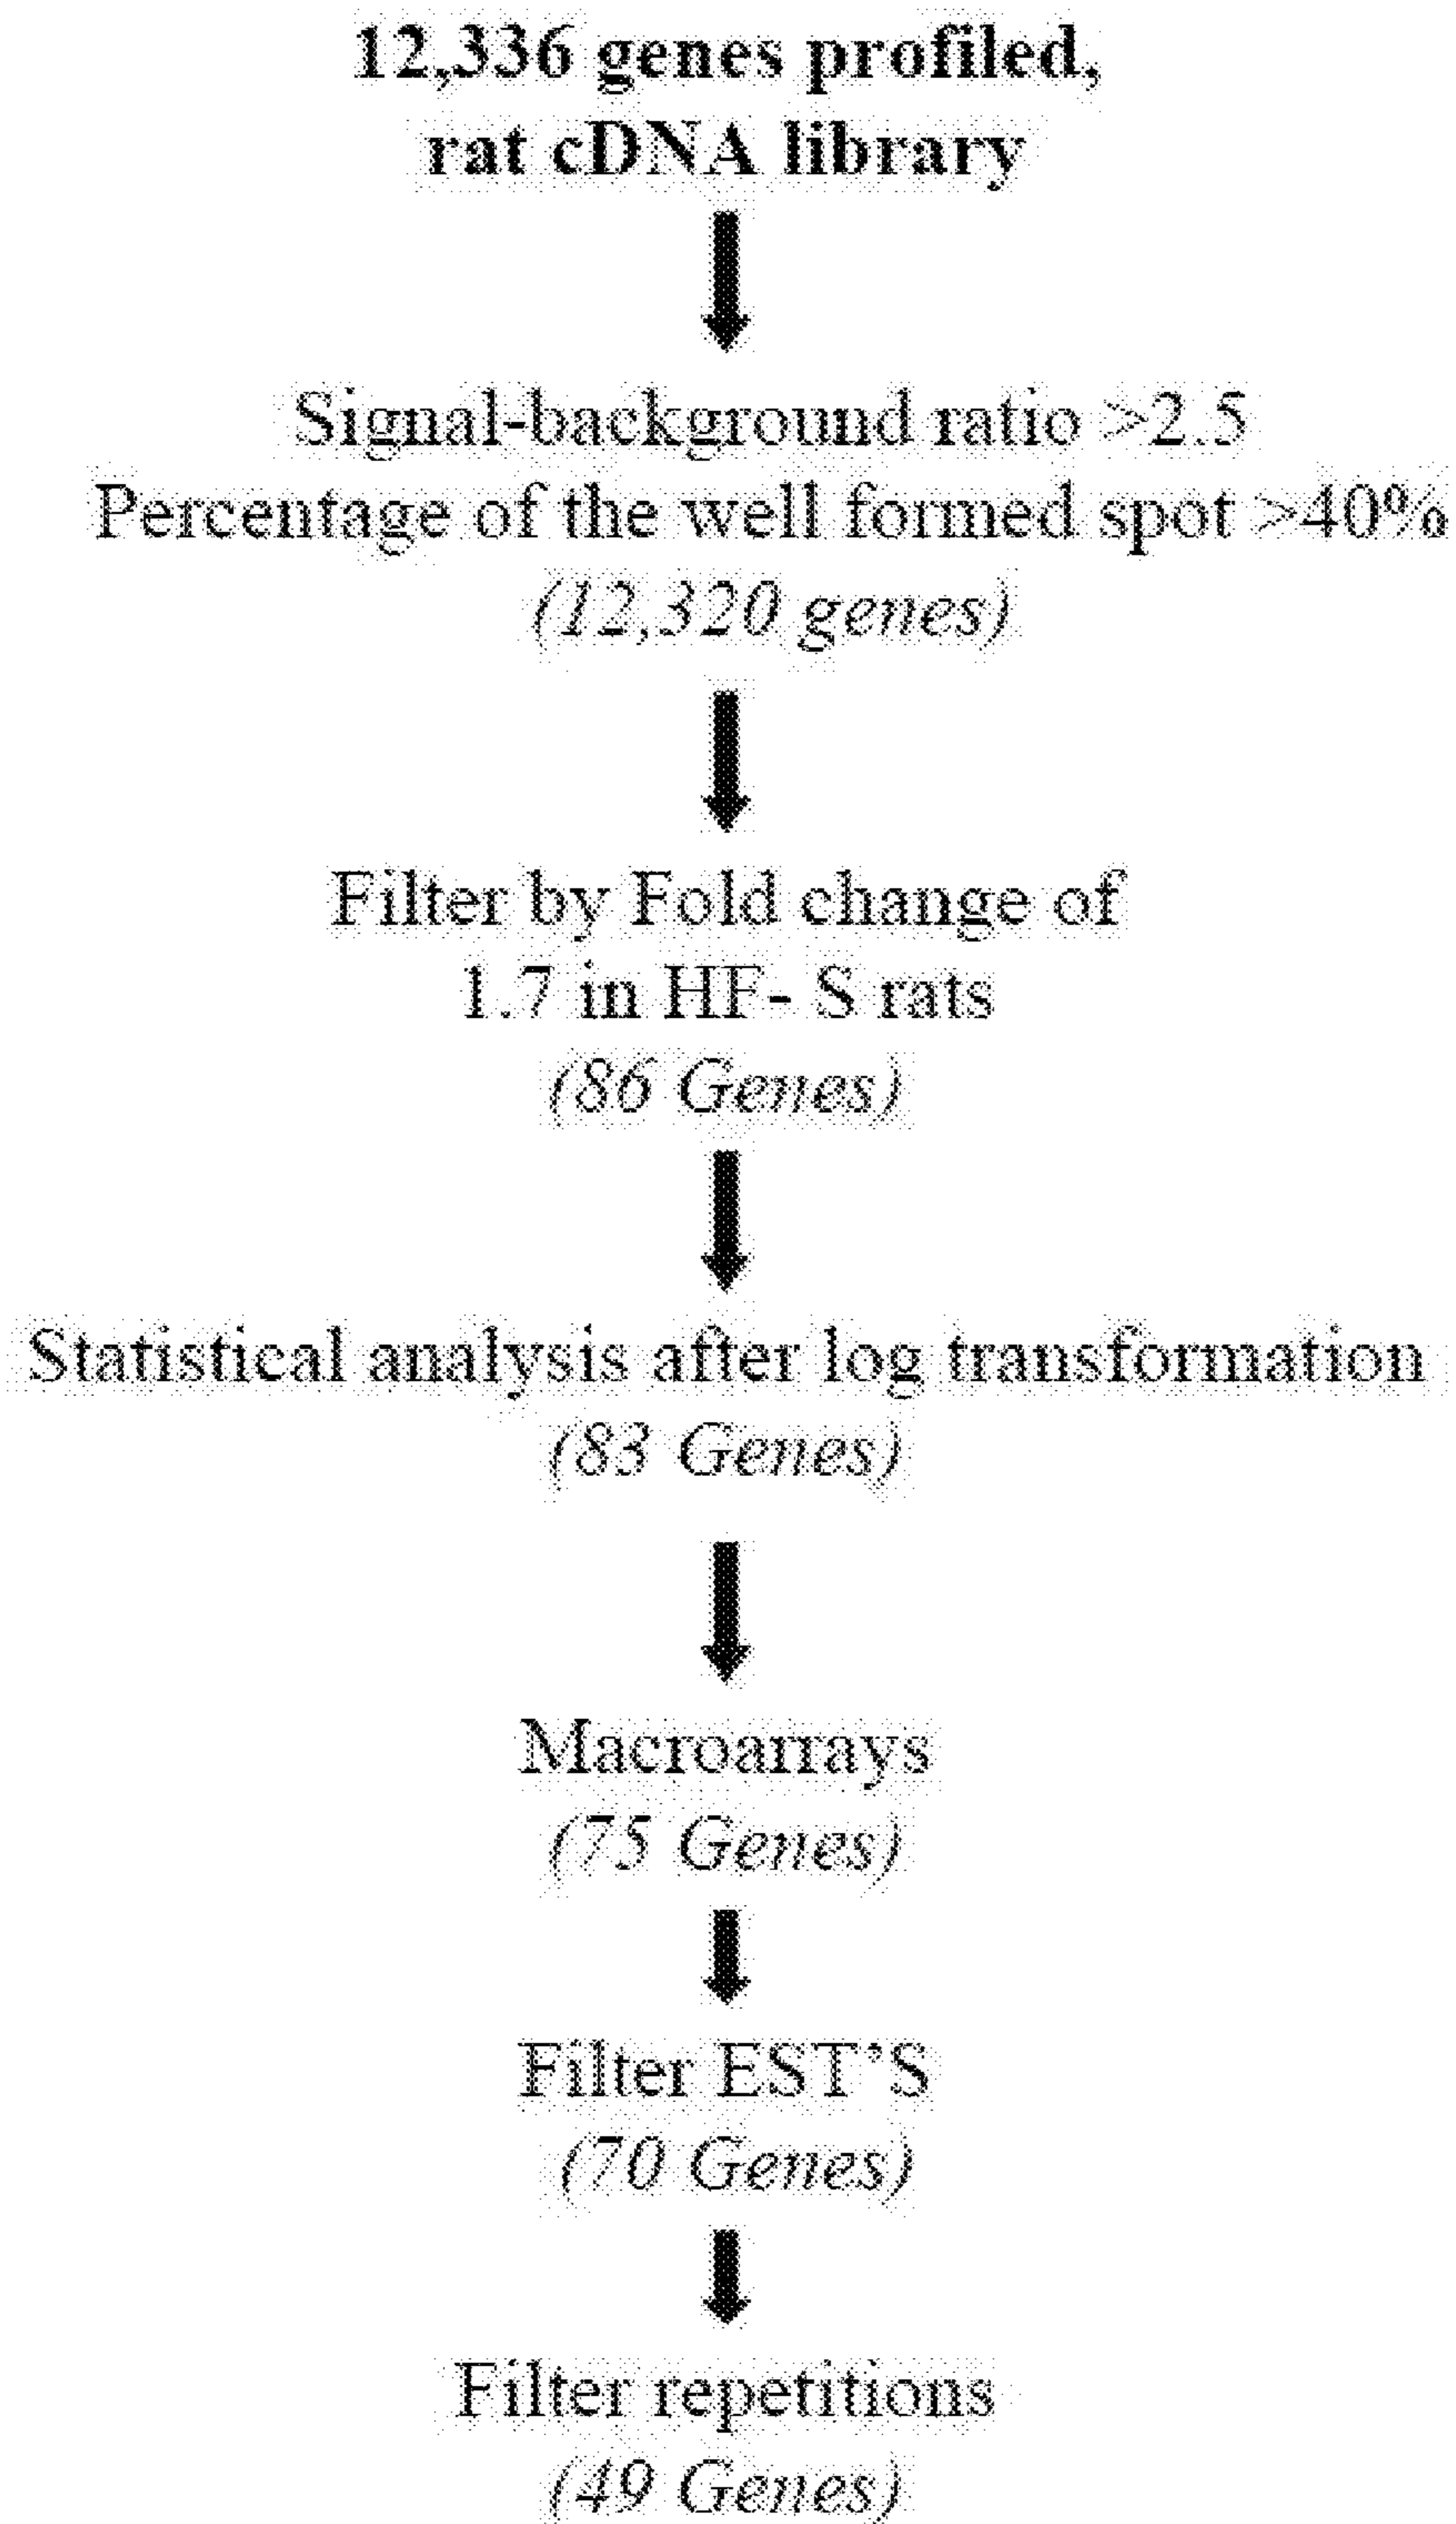 12,336 genes profiled,
rat cDNA library
Signal-background ratio >2.5
Percentage of the well formed spot >40%
(12,320 genes)
Filter by Fold change of
1.7 in HF- S rats
(86 Genes)
Statistical analysis after log transformation
(83 Genes)
Macroarrays
(75 Genes)
Filter EST’S
(70 Genes)
Filter repetitions
(49 Genes)